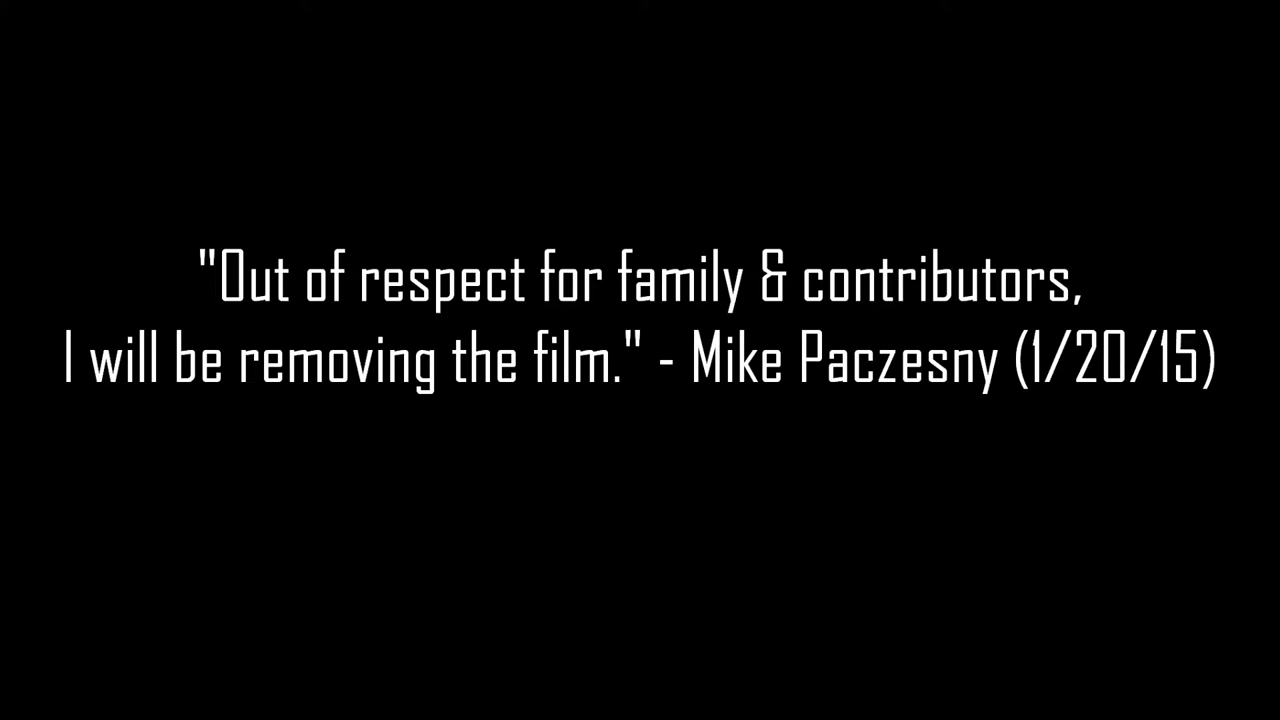 "Out of respect for family & contributors,
I will be removing the film." - Mike Paczesny (1/20/15)